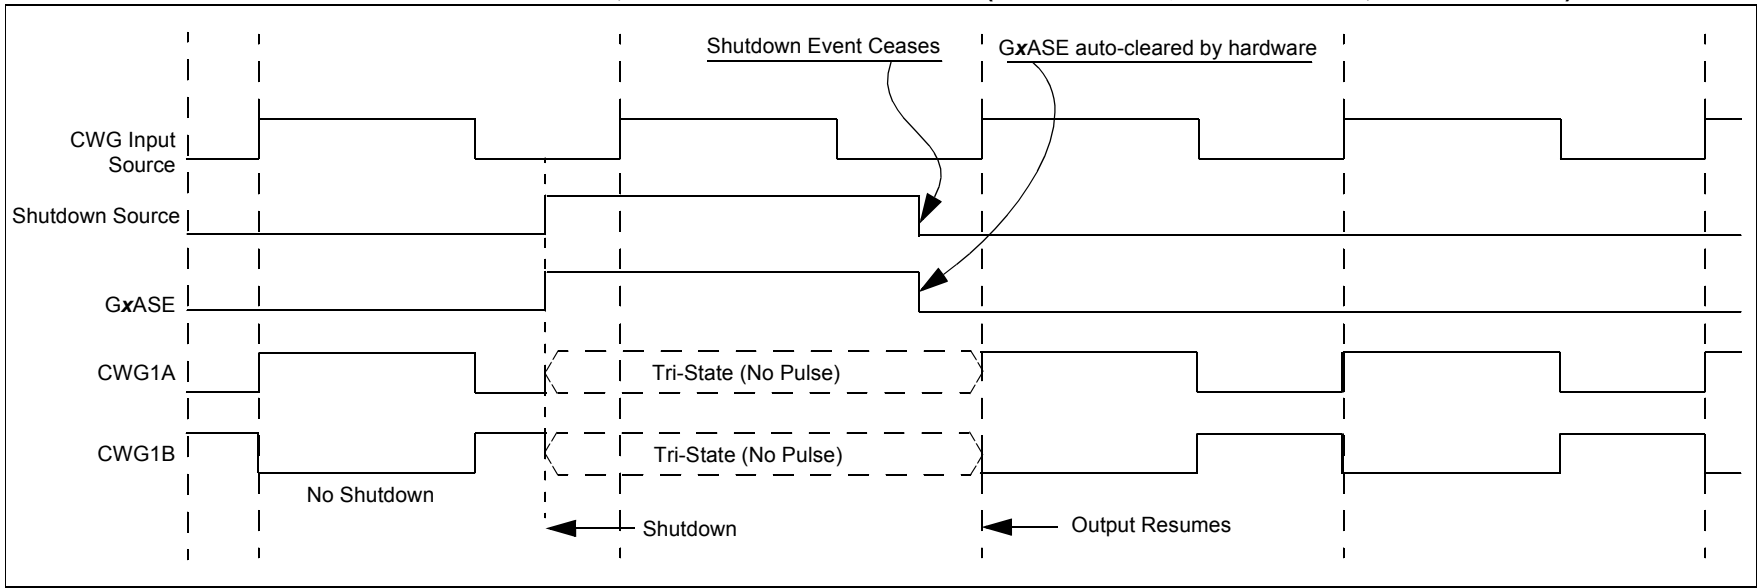 Shutdown Event Ceases
GxASE auto-cleared by hardware
CWG Input
Source
Shutdown Source
GxASE
CWG1A
Tri-State (No Pulse)
CWG1B
Tri-State (No Pulse)
No Shutdown
Shutdown
Output Resumes